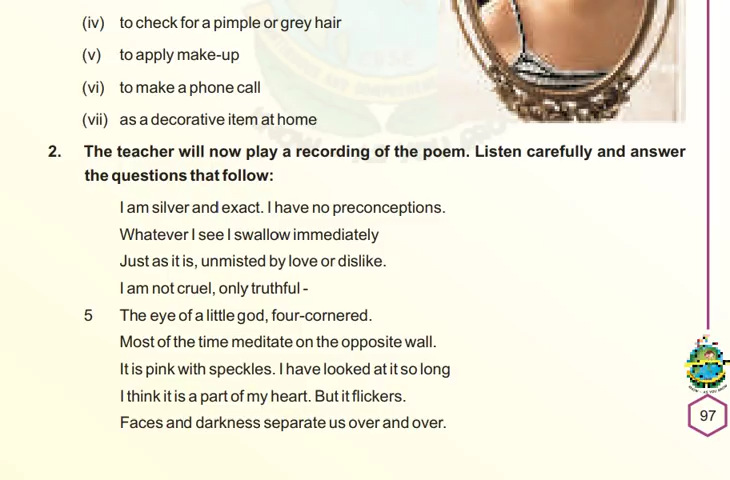 (iv) to check for a pimple or grey hair
(v) to apply make-up
(vi) to make a phone call
(vii) as a decorative item at home
2. The teacher will now play a recording of the poem. Listen carefully and answer
the questions that follow:
I am silver and exact. I have no preconceptions.
Whatever I see I swallow immediately
Just as it is, unmisted by love or dislike.
I am not cruel, only truthful -
5 The eye of a little god, four-cornered.
Most of the time meditate on the opposite wall.
It is pink with speckles. I have looked at it so long
I think it is a part of my heart. But it flickers.
Faces and darkness separate us over and over.
97